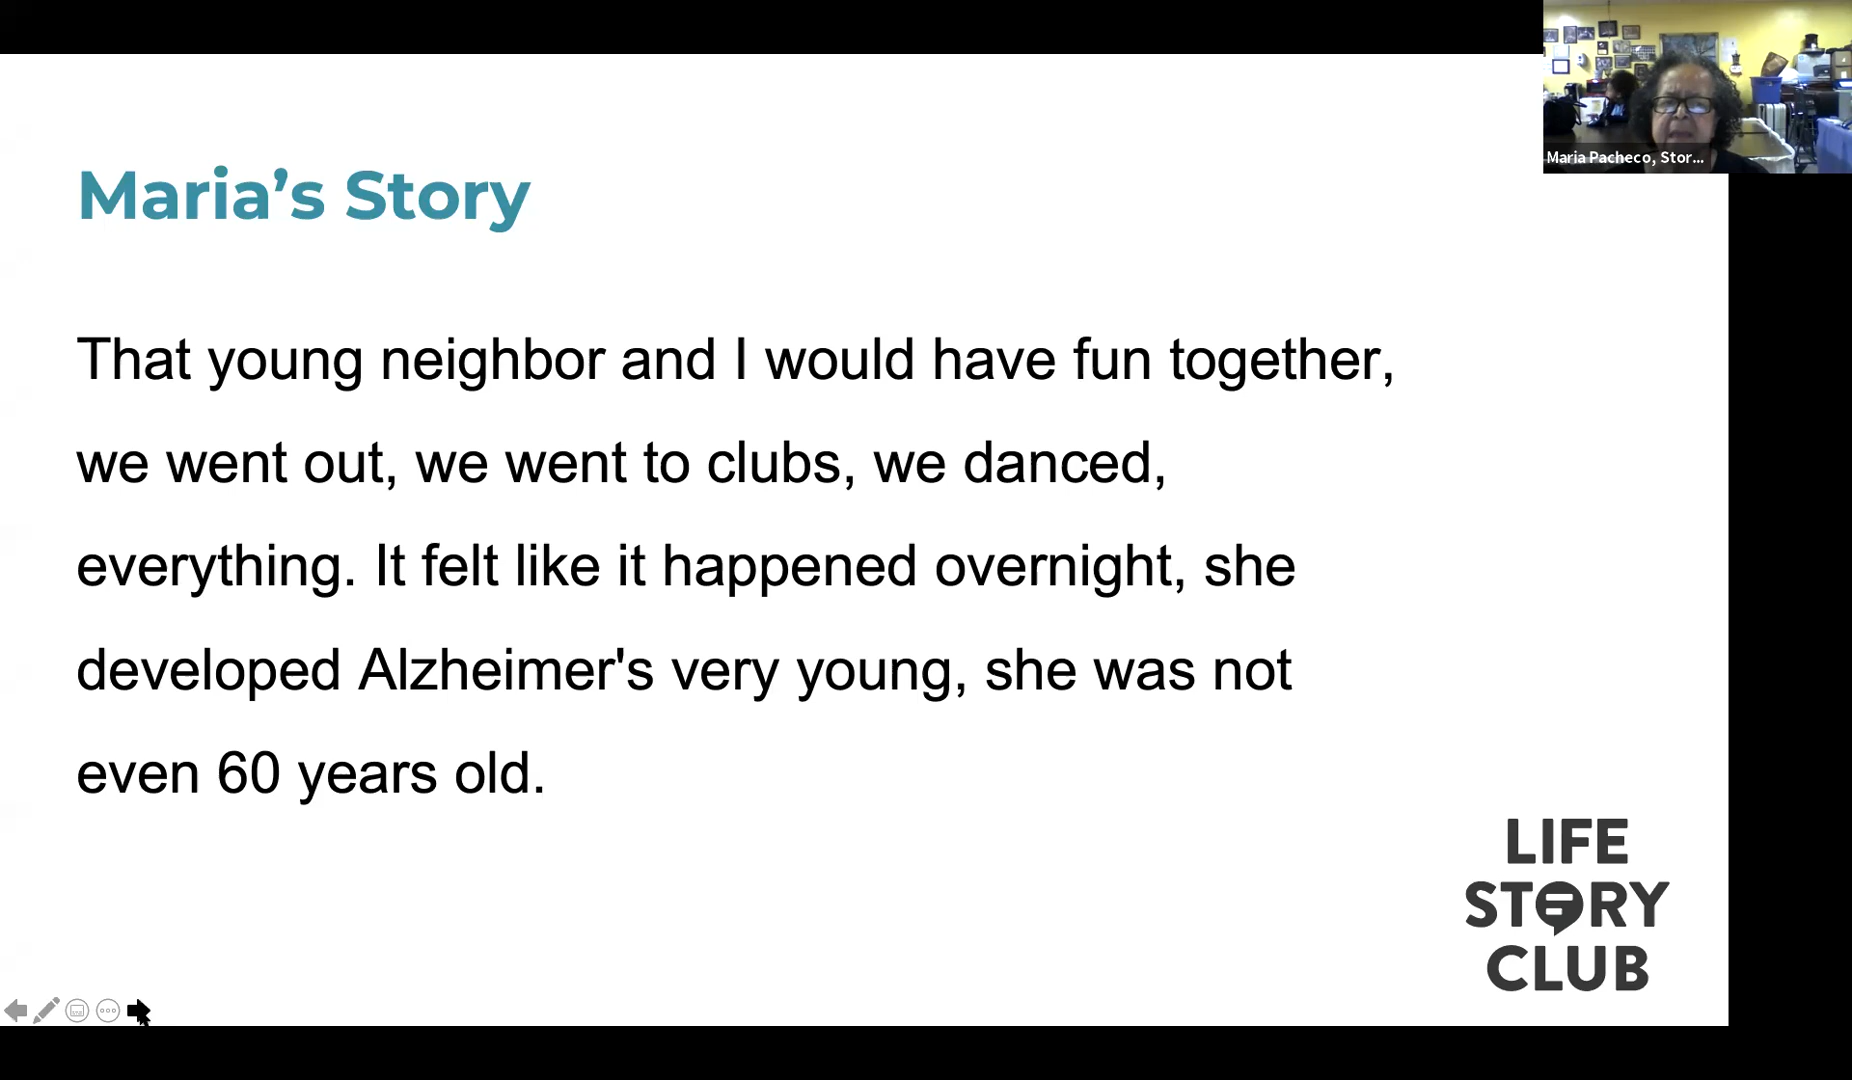 Maria Pacheco, Stor...
Maria’s Story
That young neighbor and I would have fun together,
we went out, we went to clubs, we danced,
everything. It felt like it happened overnight, she
developed Alzheimer's very young, she was not
even 60 years old.
LIFE
STORY
CLUB